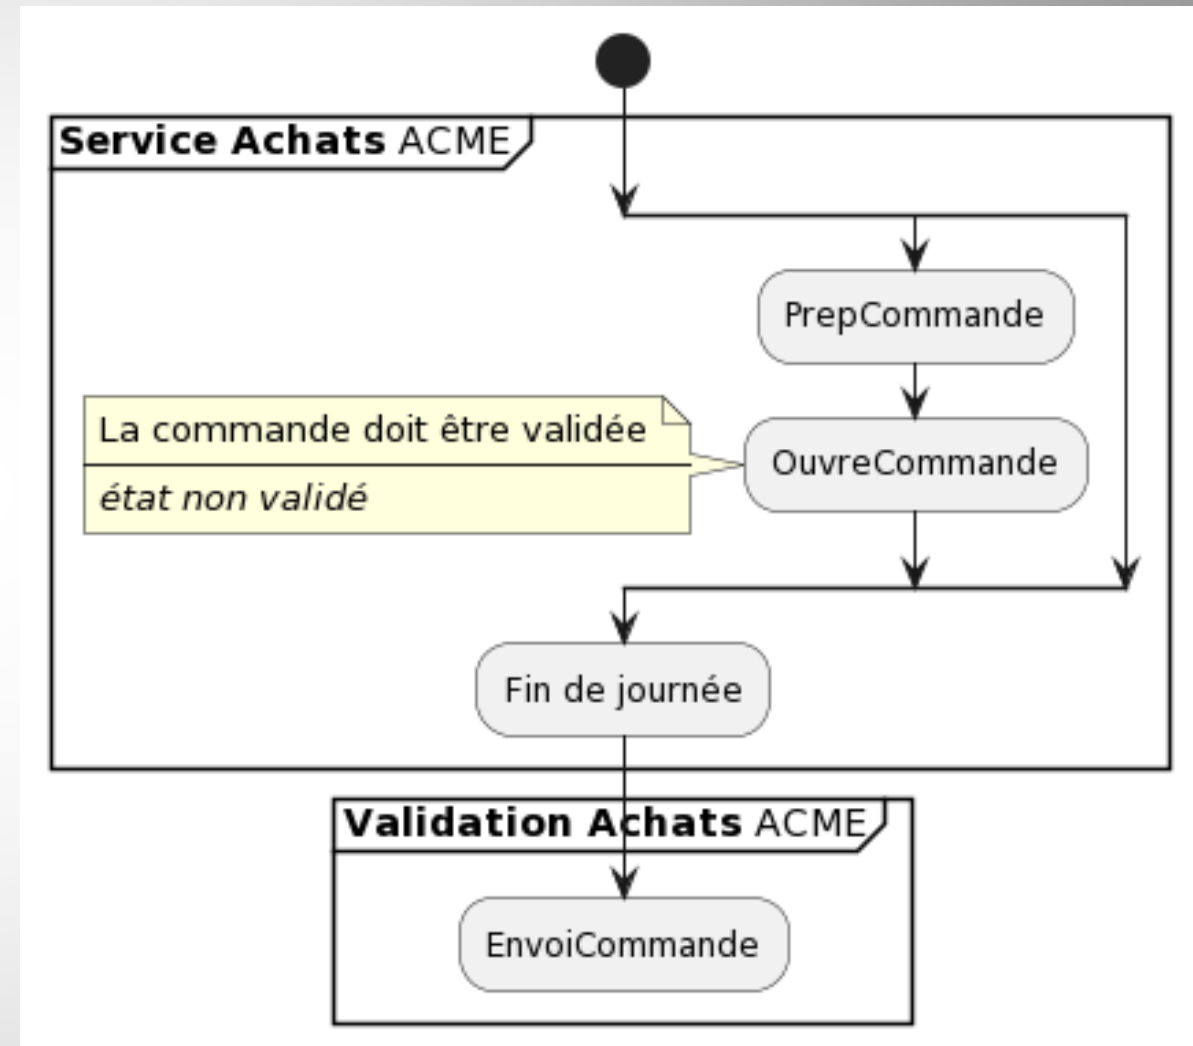 Service Achats ACME
PrepCommande
La commande doit être validée
état non validé
OuvreCommande
Fin de journée
Validation Achats ACME
EnvoiCommande